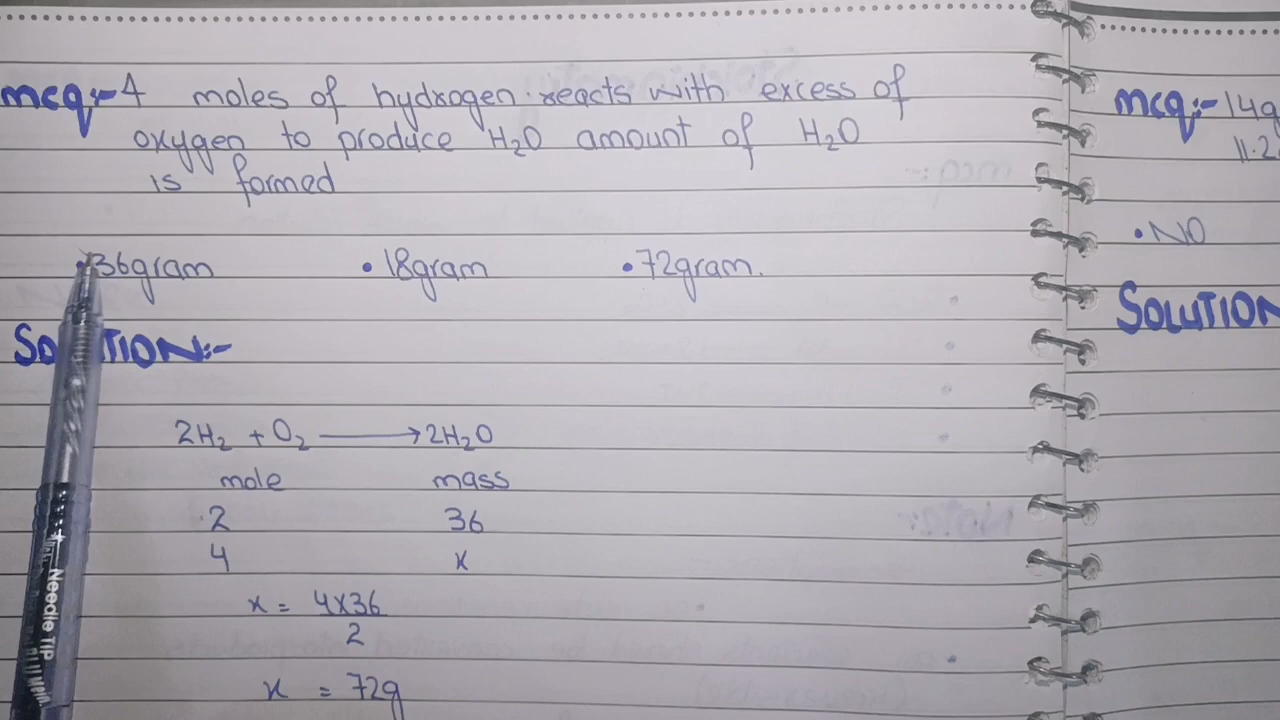 mcq:- 4 moles of hydrogen reacts with excess of
oxygen to produce H₂O amount of H₂O
is formed
• 36gram • 18gram • 72gram.
SOLUTION:-
2H₂ + O₂ ⟶ 2H₂O
mole mass
2 36
4 x
x = 4x36
2
x = 72g
mcq:- 14g
11.2
• NO
SOLUTION
Needle TIP